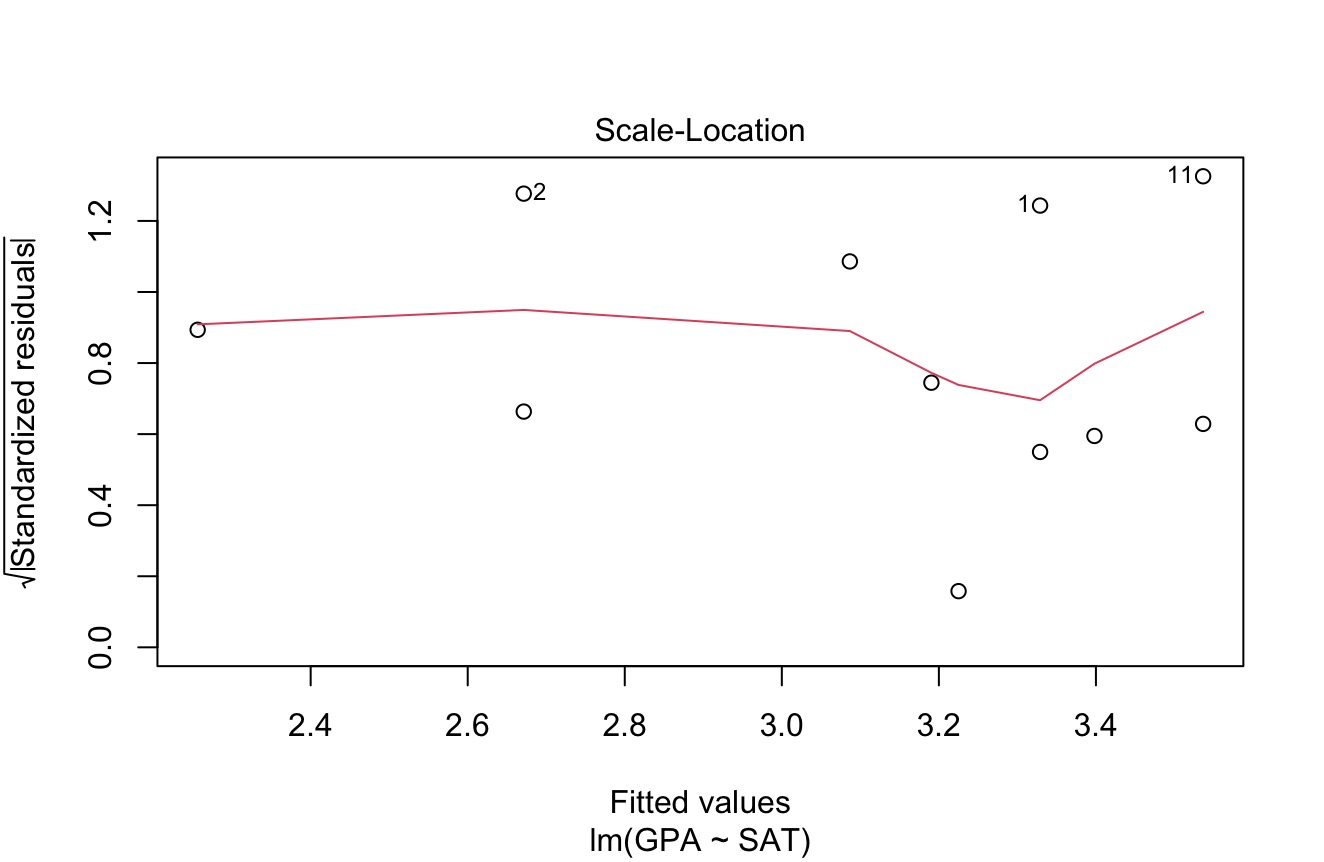 Scale-Location
√|Standardized residuals|
1.2
0.8
0.4
0.0
2
1
11
2.4 2.6 2.8 3.0 3.2 3.4
Fitted values
lm(GPA ~ SAT)